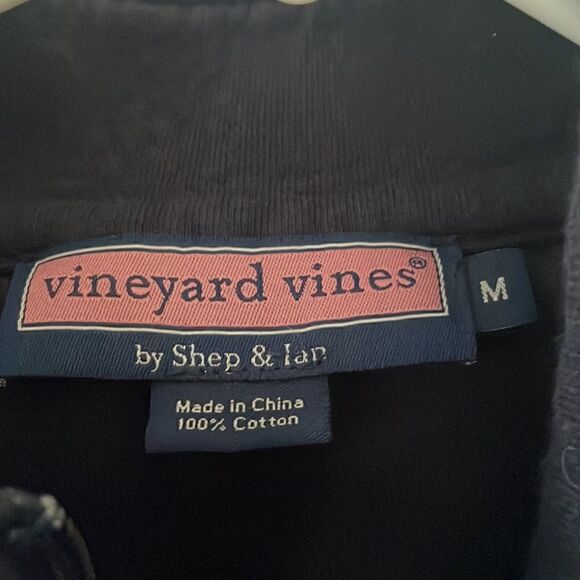 vineyard vines®
M
by Shep & Ian
Made in China
100% Cotton